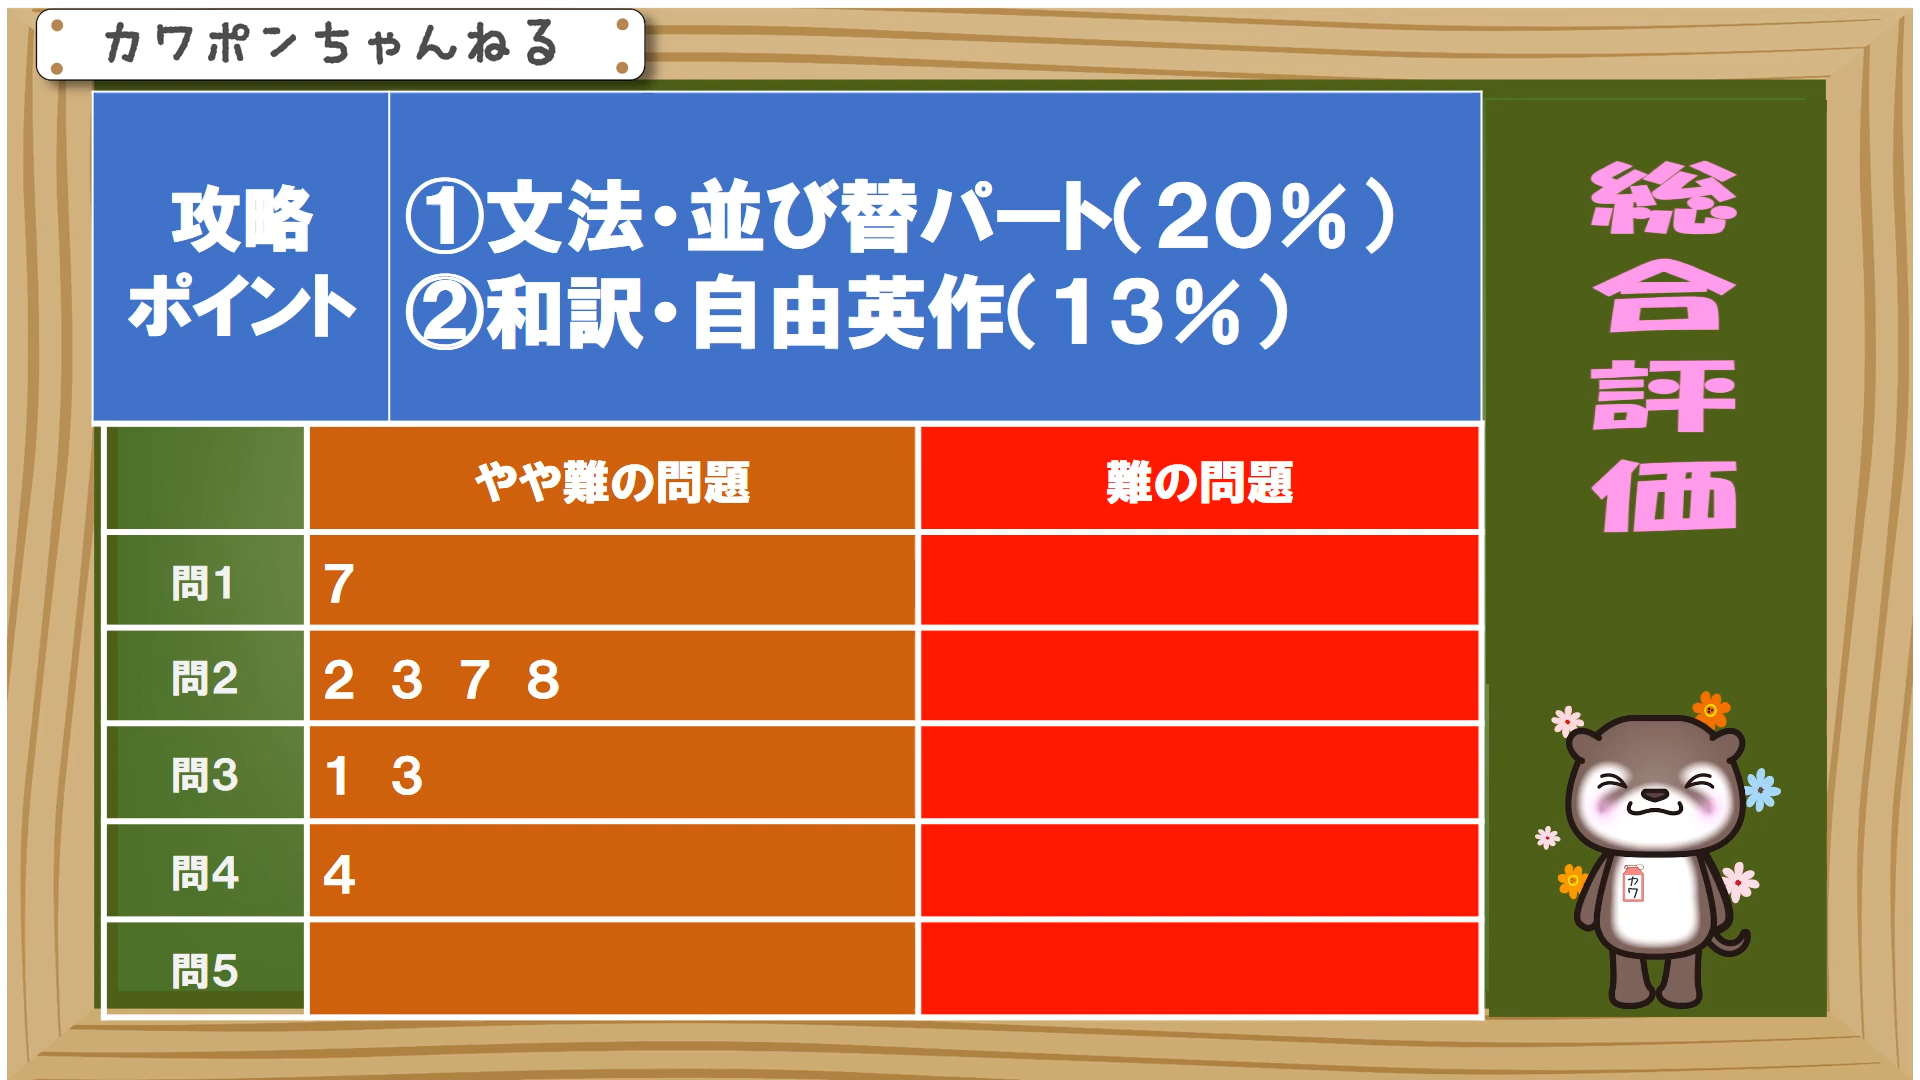 カワポンちゃんねる
攻略
ポイント
①文法・並び替パート(20%)
②和訳・自由英作(13%)
総合評価
やや難の問題 難の問題
問1 7
問2 2 3 7 8
問3 1 3
問4 4
問5
カワ